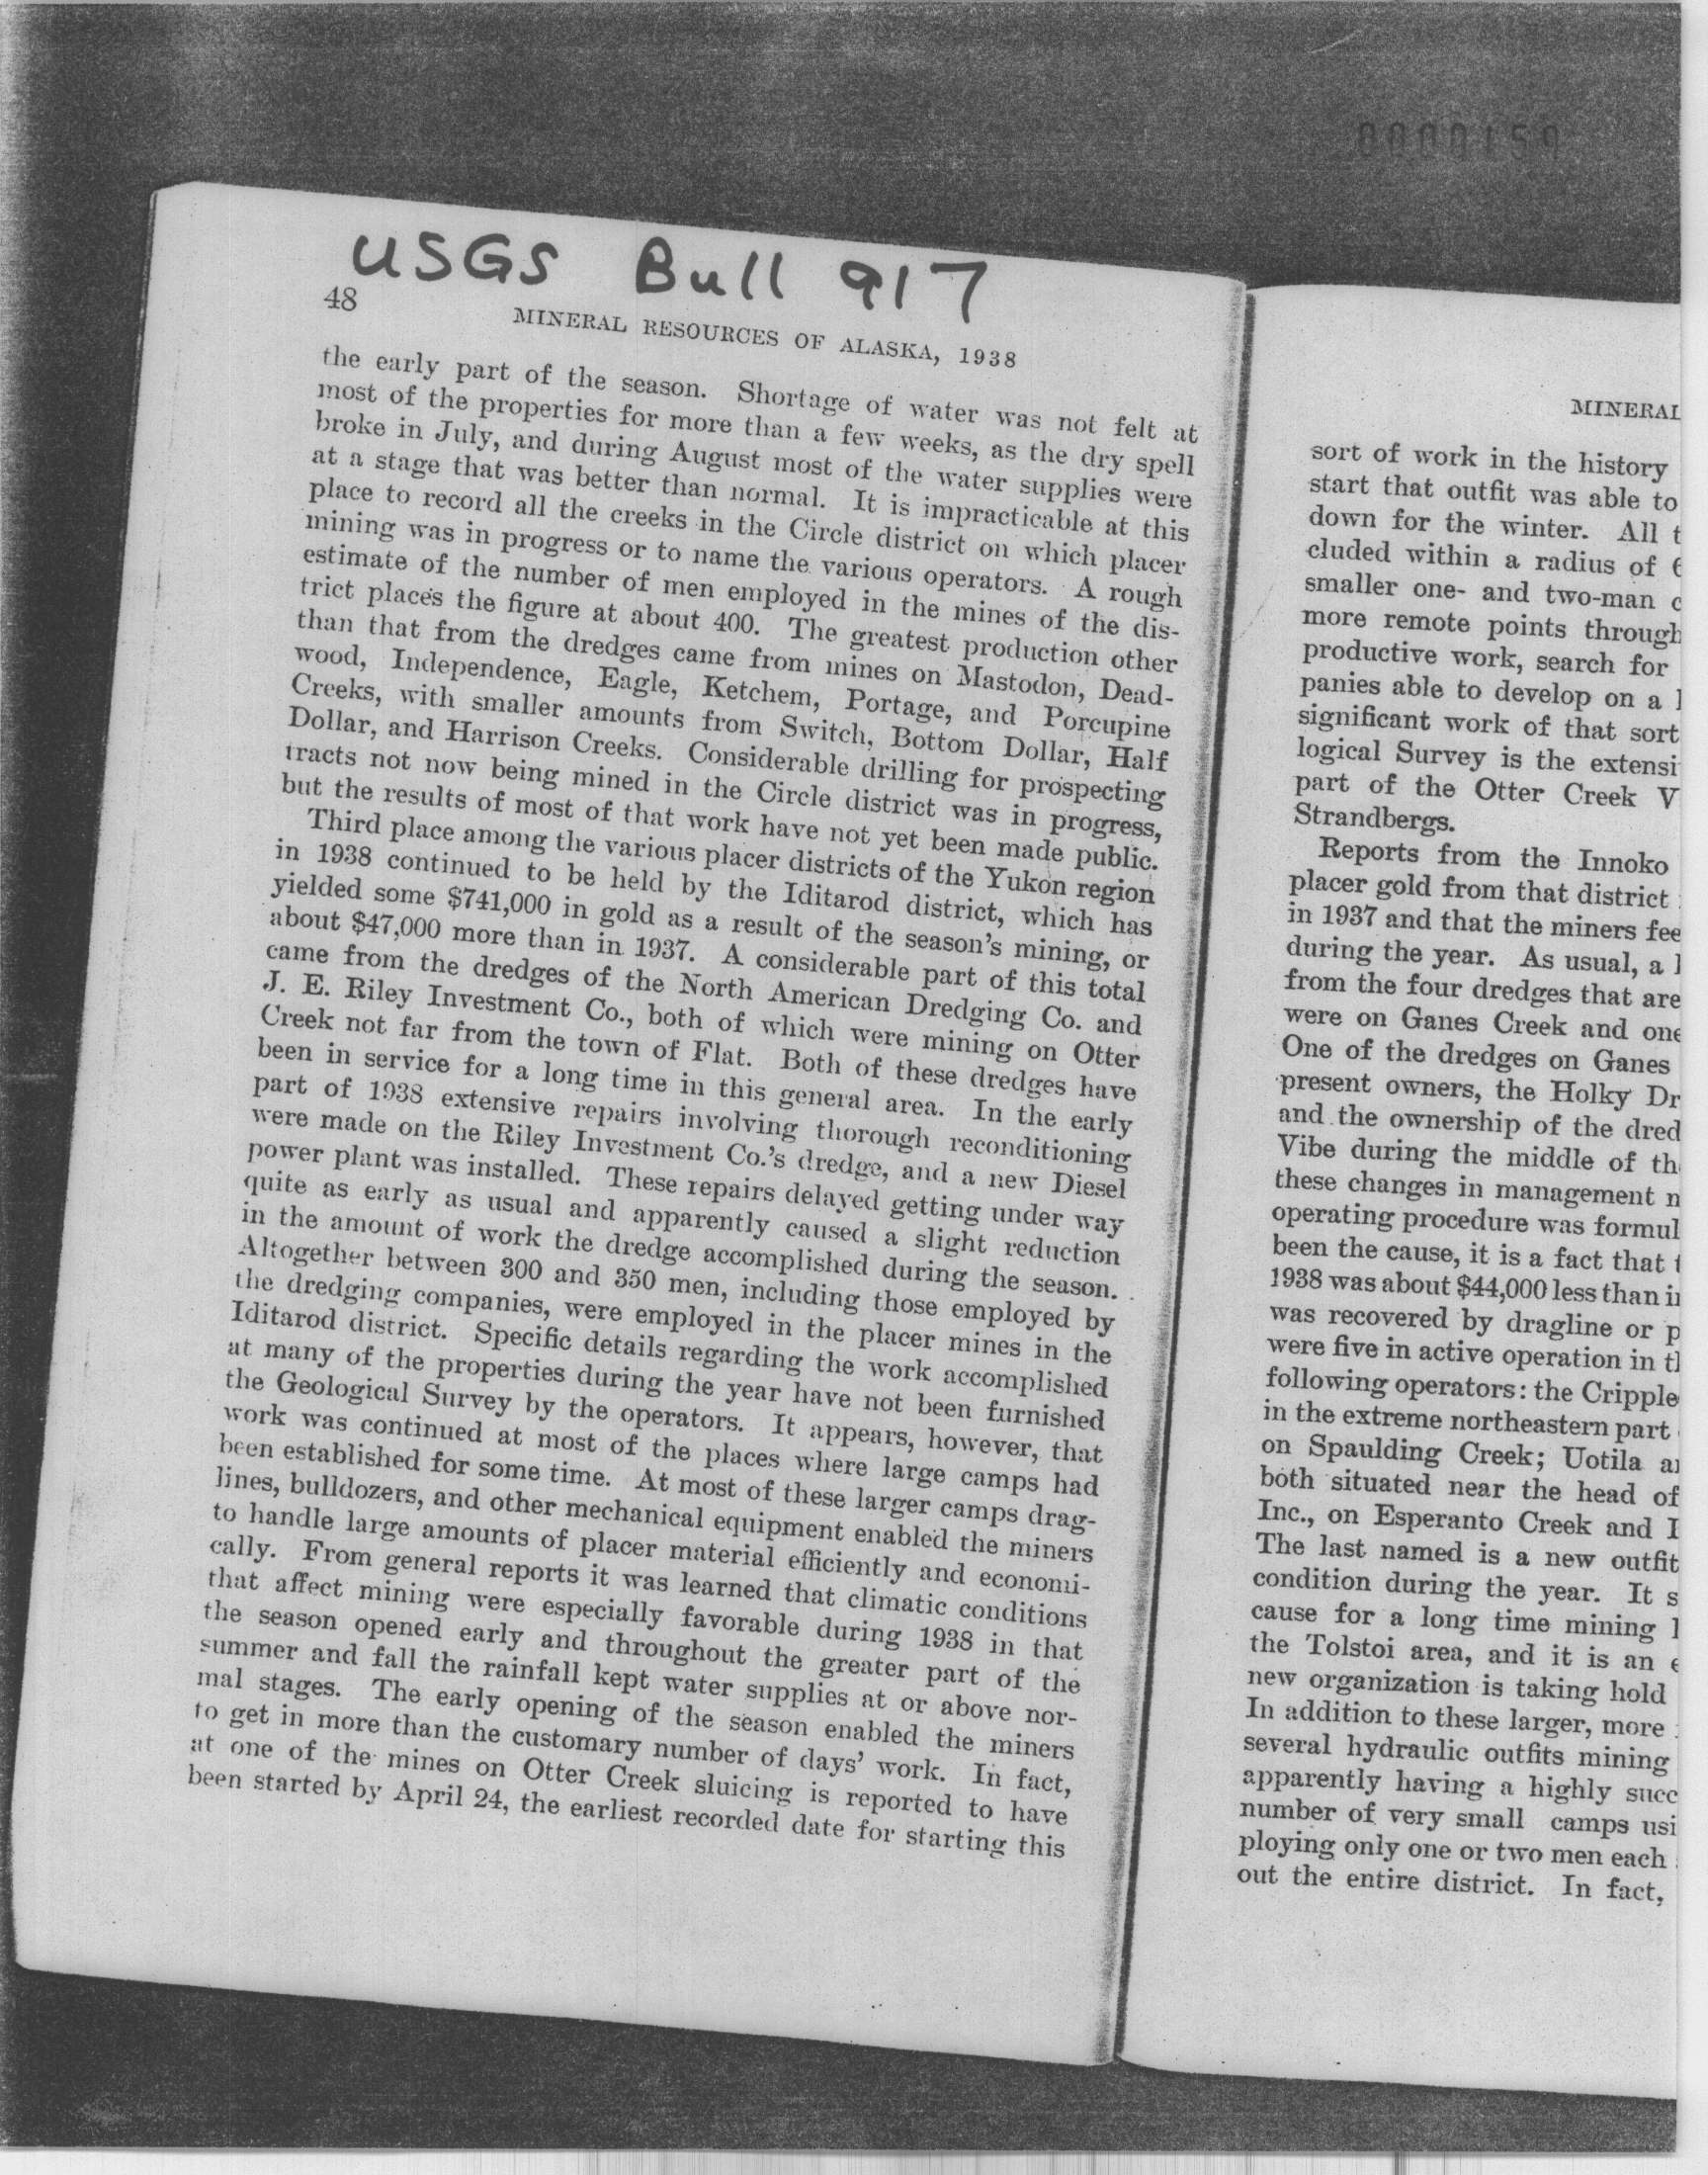 0000159
USGS Bull 917
48 MINERAL RESOURCES OF ALASKA, 1938
the early part of the season. Shortage of water was not felt at
most of the properties for more than a few weeks, as the dry spell
broke in July, and during August most of the water supplies were
at a stage that was better than normal. It is impracticable at this
place to record all the creeks in the Circle district on which placer
mining was in progress or to name the various operators. A rough
estimate of the number of men employed in the mines of the dis-
trict places the figure at about 400. The greatest production other
than that from the dredges came from mines on Mastodon, Dead-
wood, Independence, Eagle, Ketchem, Portage, and Porcupine
Creeks, with smaller amounts from Switch, Bottom Dollar, Half
Dollar, and Harrison Creeks. Considerable drilling for prospecting
tracts not now being mined in the Circle district was in progress,
but the results of most of that work have not yet been made public.
Third place among the various placer districts of the Yukon region
in 1938 continued to be held by the Iditarod district, which has
yielded some $741,000 in gold as a result of the season's mining, or
about $47,000 more than in 1937. A considerable part of this total
came from the dredges of the North American Dredging Co. and
J. E. Riley Investment Co., both of which were mining on Otter
Creek not far from the town of Flat. Both of these dredges have
been in service for a long time in this general area. In the early
part of 1938 extensive repairs involving thorough reconditioning
were made on the Riley Investment Co.'s dredge, and a new Diesel
power plant was installed. These repairs delayed getting under way
quite as early as usual and apparently caused a slight reduction
in the amount of work the dredge accomplished during the season.
Altogether between 300 and 350 men, including those employed by
the dredging companies, were employed in the placer mines in the
Iditarod district. Specific details regarding the work accomplished
at many of the properties during the year have not been furnished
the Geological Survey by the operators. It appears, however, that
work was continued at most of the places where large camps had
been established for some time. At most of these larger camps drag-
lines, bulldozers, and other mechanical equipment enabled the miners
to handle large amounts of placer material efficiently and economi-
cally. From general reports it was learned that climatic conditions
that affect mining were especially favorable during 1938 in that
the season opened early and throughout the greater part of the
summer and fall the rainfall kept water supplies at or above nor-
mal stages. The early opening of the season enabled the miners
to get in more than the customary number of days' work. In fact,
at one of the mines on Otter Creek sluicing is reported to have
been started by April 24, the earliest recorded date for starting this
MINERAL
sort of work in the history
start that outfit was able to
down for the winter. All
cluded within a radius of
smaller one- and two-man
more remote points through
productive work, search for
panies able to develop on a
significant work of that sort
logical Survey is the extensi
part of the Otter Creek V
Strandbergs.
Reports from the Innoko
placer gold from that district
in 1937 and that the miners fee
during the year. As usual, a
from the four dredges that are
were on Ganes Creek and one
One of the dredges on Ganes
present owners, the Holky Dr
and the ownership of the dred
Vibe during the middle of th
these changes in management
operating procedure was formul
been the cause, it is a fact that
1938 was about $44,000 less than
was recovered by dragline or p
were five in active operation in
following operators: the Cripple
in the extreme northeastern part
on Spaulding Creek; Uotila
both situated near the head of
Inc., on Esperanto Creek and
The last named is a new outfit
condition during the year. It s
cause for a long time mining
the Tolstoi area, and it is an
new organization is taking hold
In addition to these larger, more
several hydraulic outfits mining
apparently having a highly succ
number of very small camps usi
ploying only one or two men each
out the entire district. In fact,